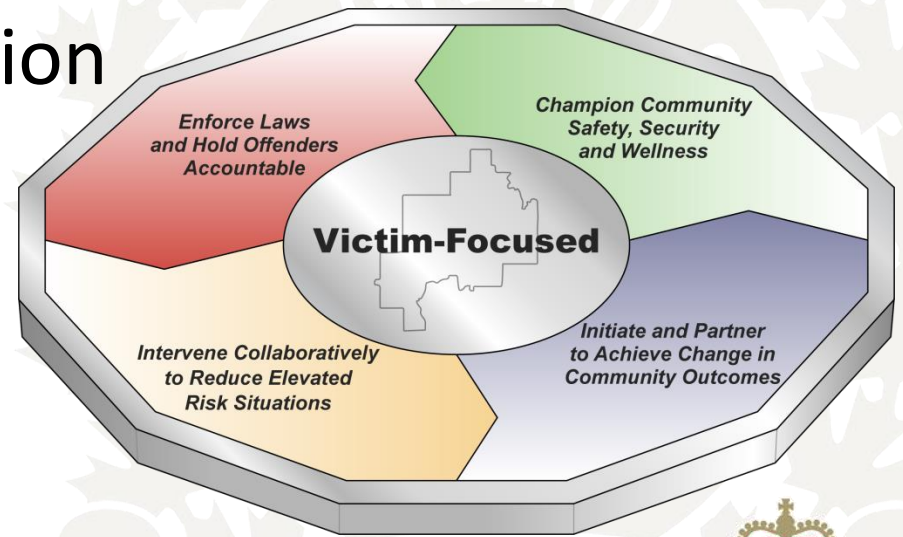 ion
Enforce Laws
and Hold Offenders
Accountable
Champion Community
Safety, Security
and Wellness
Victim-Focused
Intervene Collaboratively
to Reduce Elevated
Risk Situations
Initiate and Partner
to Achieve Change in
Community Outcomes